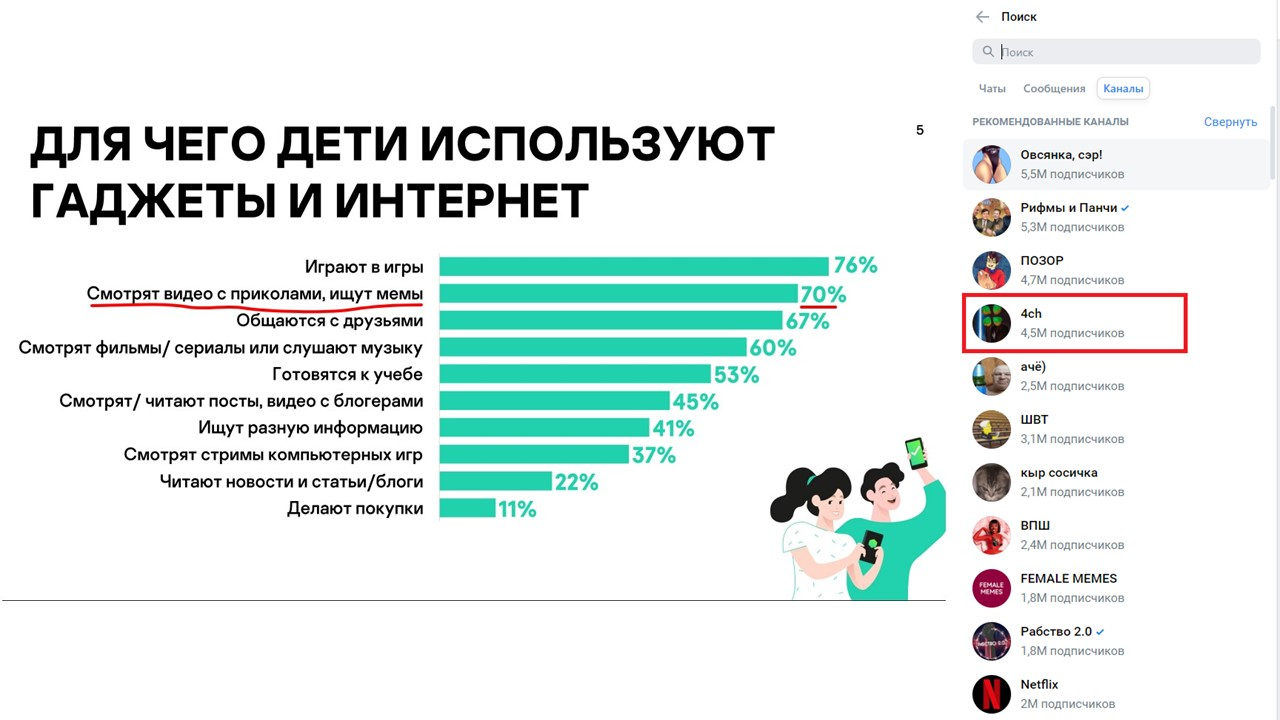 ДЛЯ ЧЕГО ДЕТИ ИСПОЛЬЗУЮТ
ГАДЖЕТЫ И ИНТЕРНЕТ
5
Играют в игры 76%
Смотрят видео с приколами, ищут мемы 70%
Общаются с друзьями 67%
Смотрят фильмы/ сериалы или слушают музыку 60%
Готовятся к учебе 53%
Смотрят/ читают посты, видео с блогерами 45%
Ищут разную информацию 41%
Смотрят стримы компьютерных игр 37%
Читают новости и статьи/блоги 22%
Делают покупки 11%
Поиск
Поиск
Чаты Сообщения Каналы
РЕКОМЕНДОВАННЫЕ КАНАЛЫ Свернуть
Овсянка, сэр!
5,5M подписчиков
Рифмы и Панчи
5,3M подписчиков
ПОЗОР
4,7M подписчиков
4ch
4,5M подписчиков
ачё)
2,5M подписчиков
ШВТ
3,1M подписчиков
кыр сосичка
2,1M подписчиков
ВПШ
2,4M подписчиков
FEMALE
MEMES
FEMALE MEMES
1,8M подписчиков
Рабство 2.0
1,8M подписчиков
Netflix
2M подписчиков